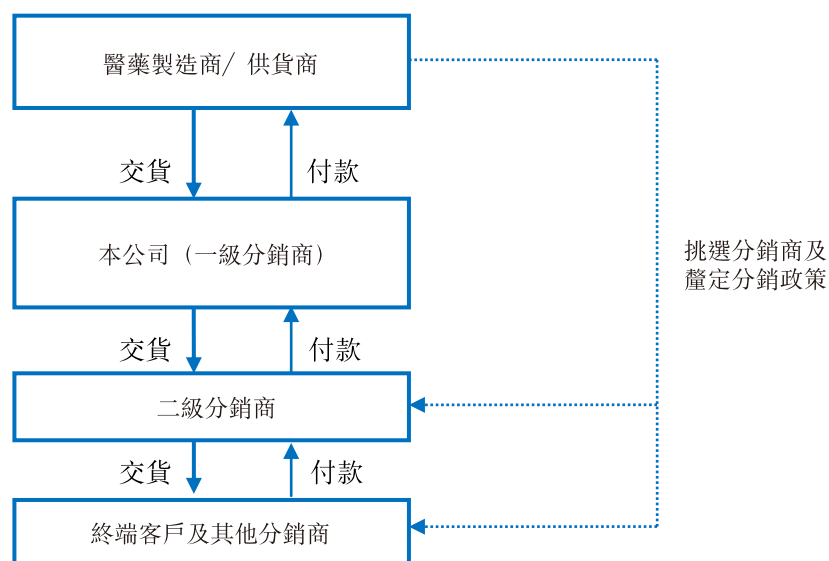 醫藥製造商/ 供貨商
交貨
付款
本公司（一級分銷商）
挑選分銷商及
釐定分銷政策
交貨
付款
二級分銷商
交貨
付款
終端客戶及其他分銷商